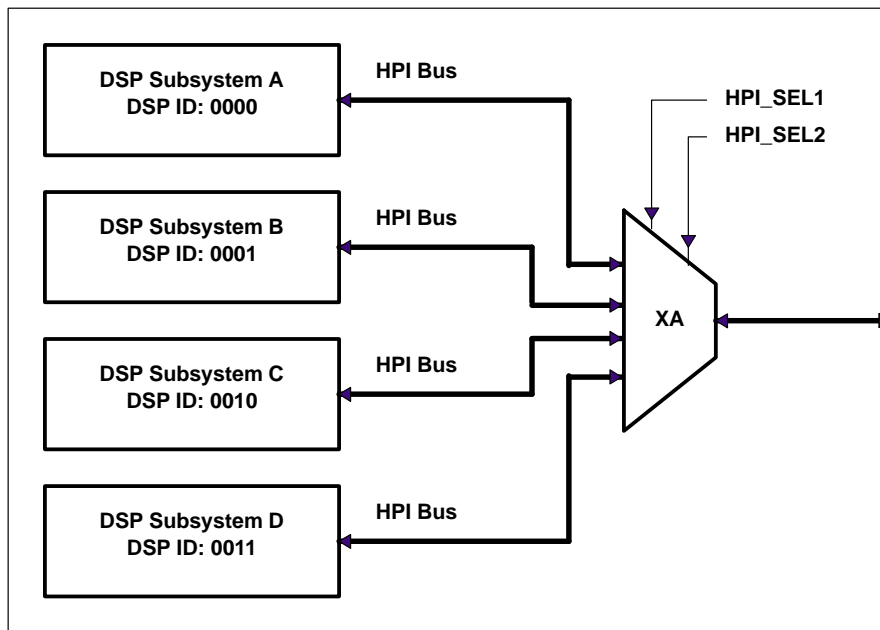 DSP Subsystem A
DSP ID: 0000
HPI Bus
HPI_SEL1
HPI_SEL2
DSP Subsystem B
DSP ID: 0001
HPI Bus
XA
DSP Subsystem C
DSP ID: 0010
HPI Bus
DSP Subsystem D
DSP ID: 0011
HPI Bus